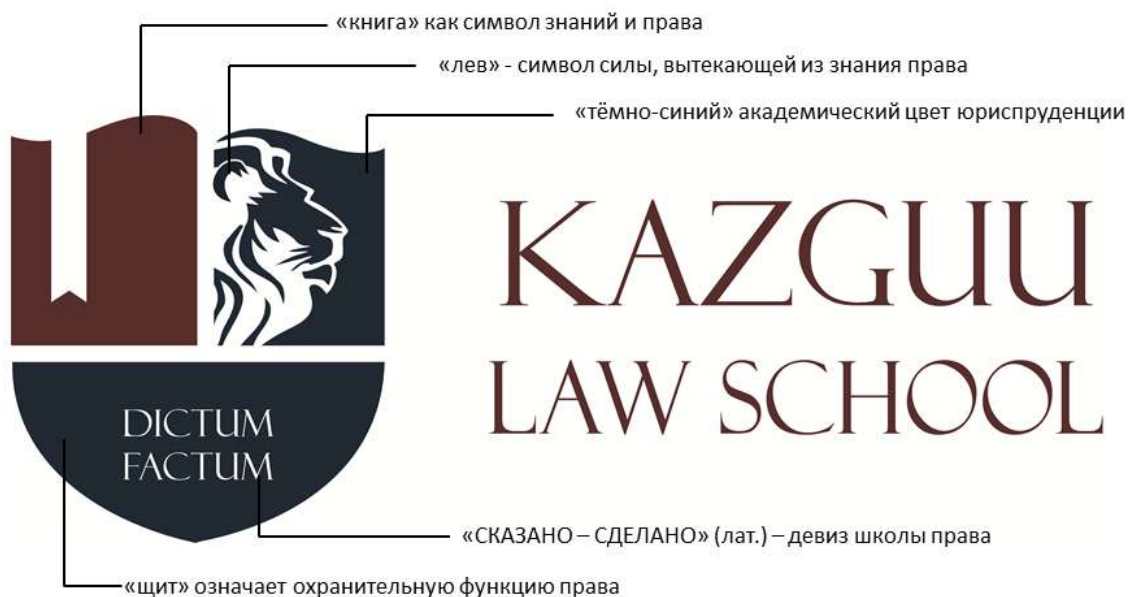 «книга» как символ знаний и права
«лев» - символ силы, вытекающей из знания права
«тёмно-синий» академический цвет юриспруденции
KAZGUU
LAW SCHOOL
DICTUM
FACTUM
«СКАЗАНО – СДЕЛАНО» (лат.) – девиз школы права
«щит» означает охранительную функцию права